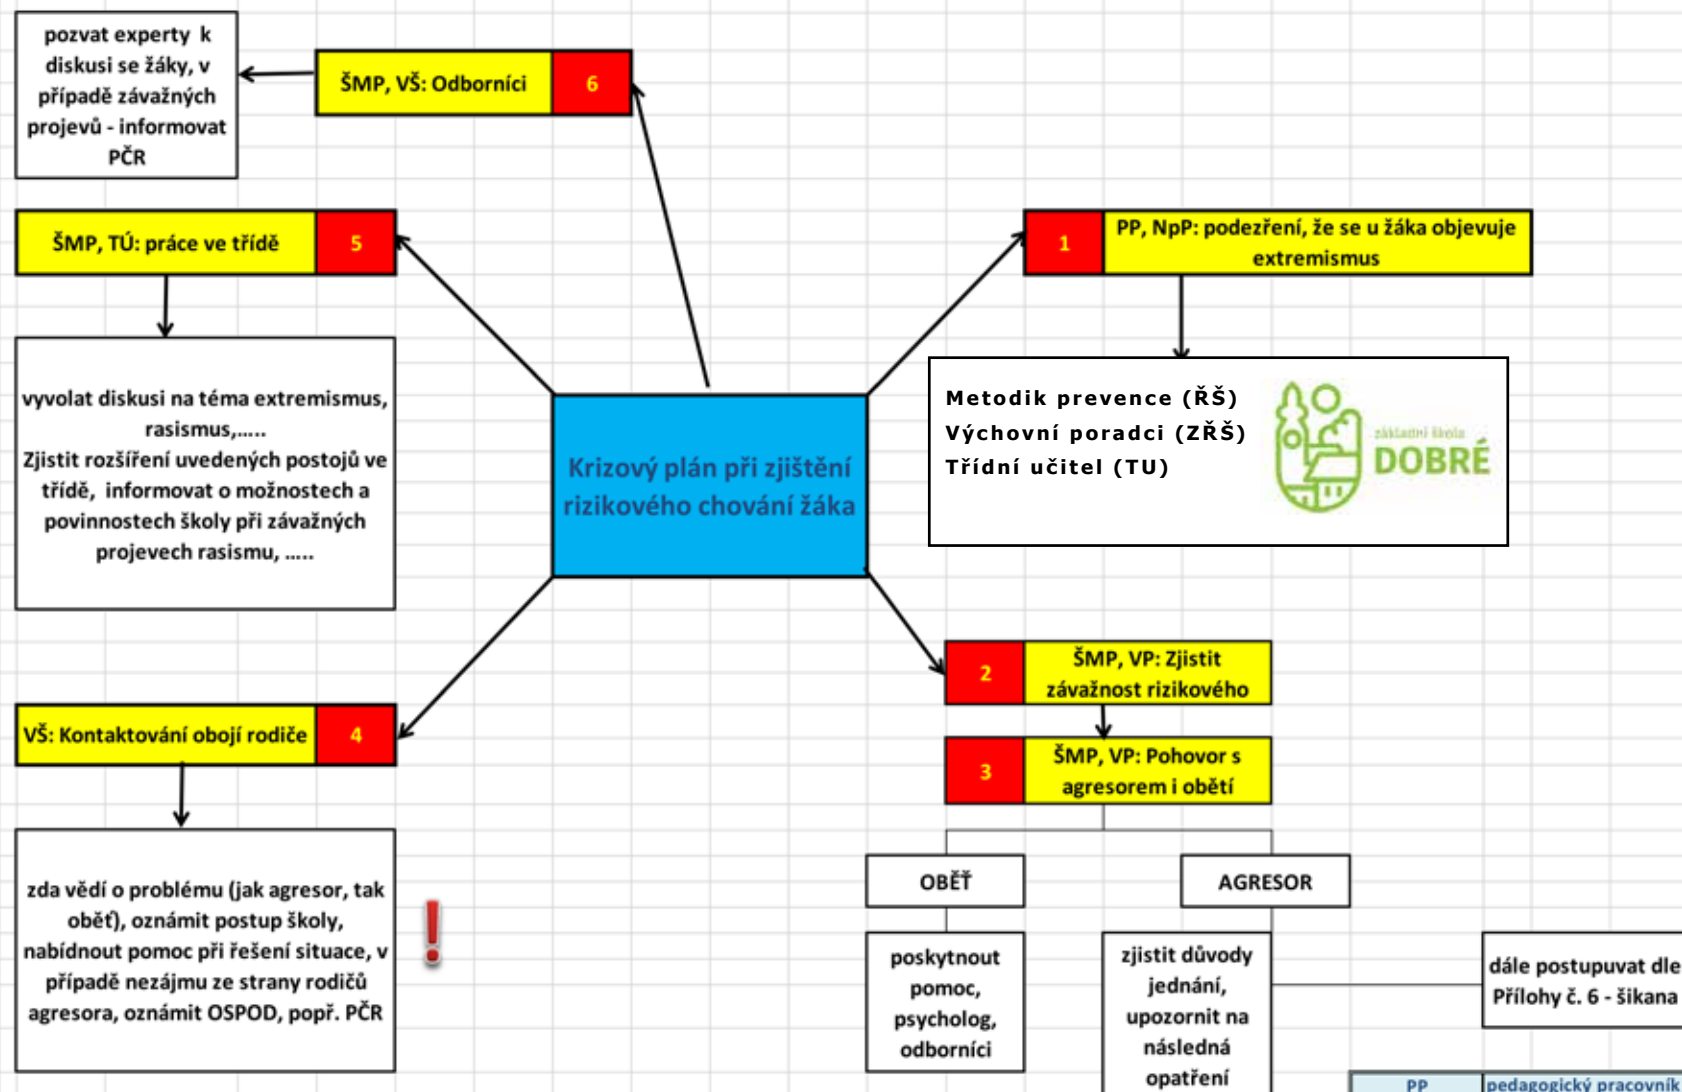 pozvat experty k
diskusi se žáky, v
případě závažných
projevů - informovat
PČR
ŠMP, VŠ: Odborníci
6
ŠMP, TÚ: práce ve třídě
5
vyvolat diskusi na téma extremismus,
rasismus,.....
Zjistit rozšíření uvedených postojů ve
třídě, informovat o možnostech a
povinnostech školy při závažných
projevech rasismu, .....
1
PP, NpP: podezření, že se u žáka objevuje
extremismus
Metodik prevence (ŘŠ)
Výchovní poradci (ZŘŠ)
Třídní učitel (TU)
základní škola
DOBRÉ
Krizový plán při zjištění
rizikového chování žáka
2
ŠMP, VP: Zjistit
závažnost rizikového
3
ŠMP, VP: Pohovor s
agresorem i obětí
VŠ: Kontaktování obojí rodiče
4
zda vědí o problému (jak agresor, tak
oběť), oznámit postup školy,
nabídnout pomoc při řešení situace, v
případě nezájmu ze strany rodičů
agresora, oznámit OSPOD, popř. PČR
!
OBĚŤ
poskytnout
pomoc,
psycholog,
odborníci
AGRESOR
zjistit důvody
jednání,
upozornit na
následná
opatření
dále postupuvat dle
Přílohy č. 6 - šikana
PP
pedagogický pracovník